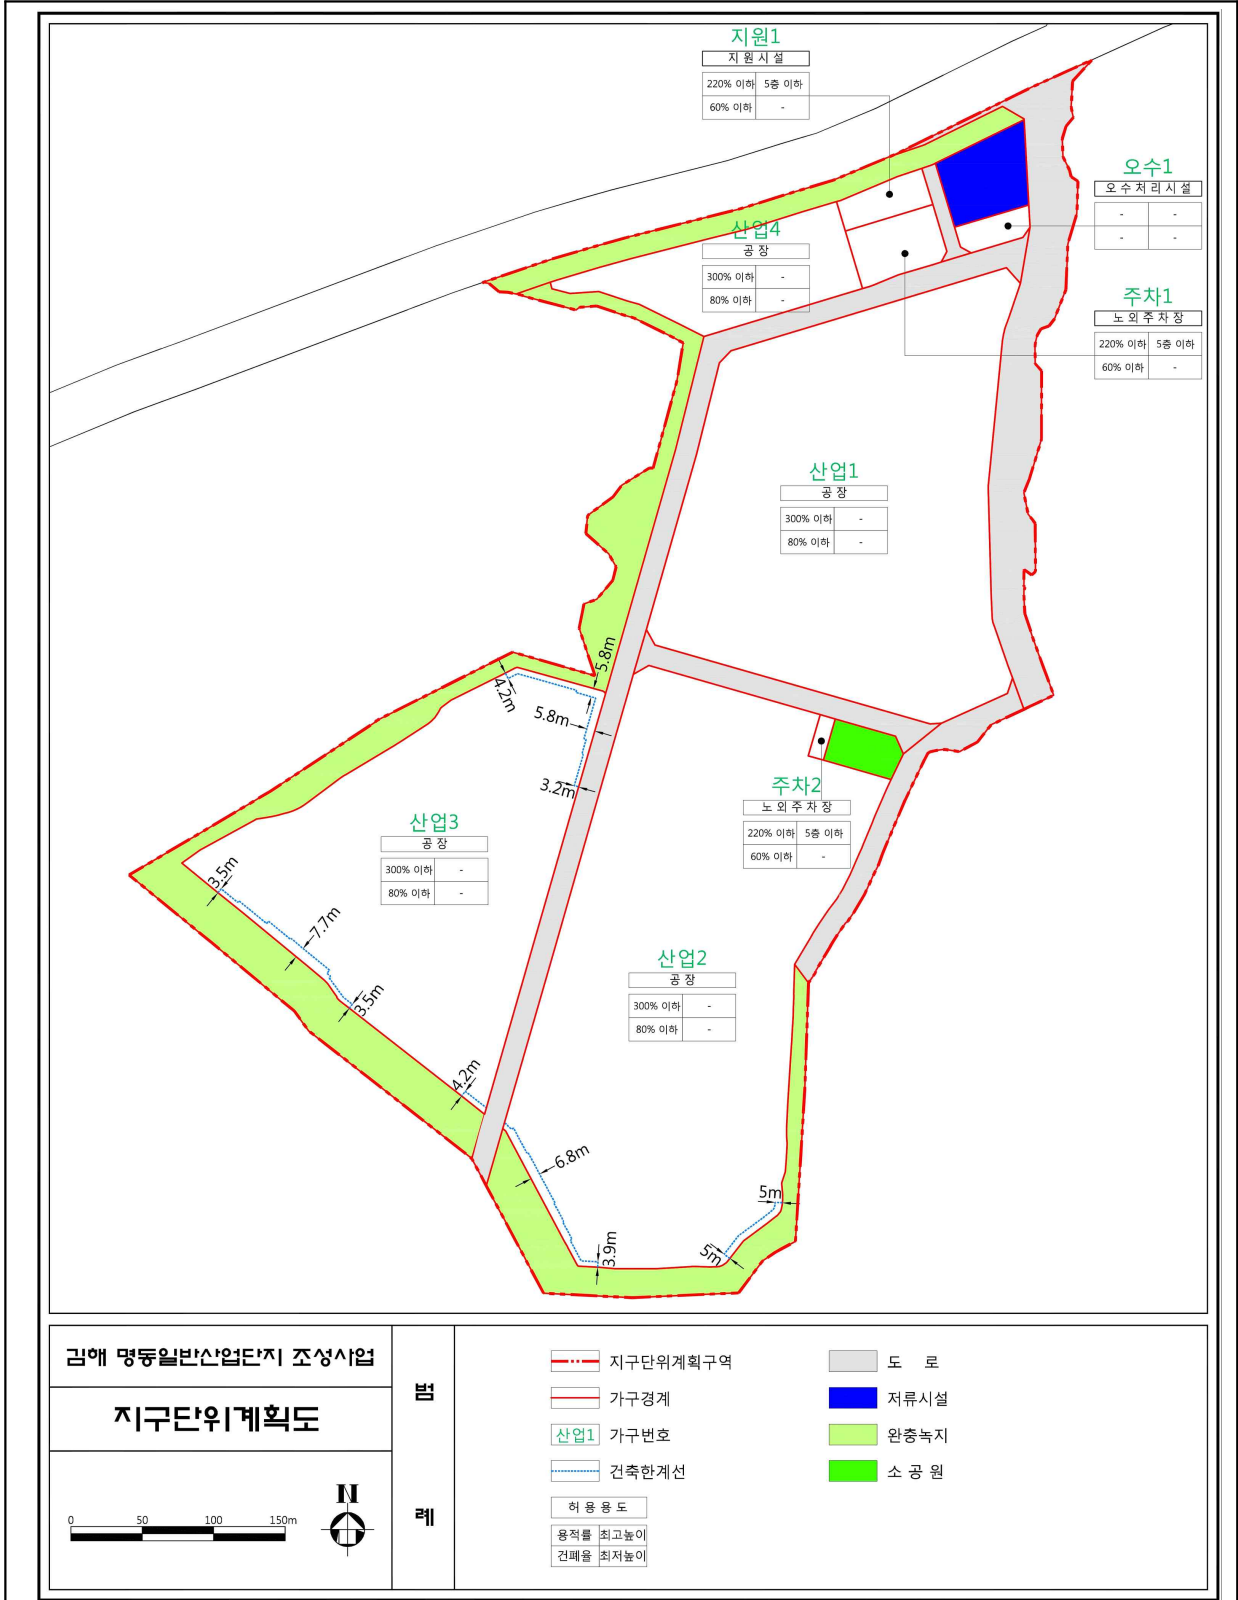 지원1
지 원 시 설
220% 이하 5층 이하
60% 이하 -
오수1
오 수 처 리 시 설
- -
- -
산업4
공 장
300% 이하 -
80% 이하 -
주차1
노 외 주 차 장
220% 이하 5층 이하
60% 이하 -
산업1
공 장
300% 이하 -
80% 이하 -
5.8m
4.2m
5.8m
3.2m
주차2
노 외 주 차 장
220% 이하 5층 이하
60% 이하 -
산업3
공 장
300% 이하 -
80% 이하 -
3.5m
7.7m
3.5m
산업2
공 장
300% 이하 -
80% 이하 -
4.2m
6.8m
3.9m
5m
5m
김해 명동일반산업단지 조성사업
지구단위계획도
0 50 100 150m
N
범
례
지구단위계획구역
가구경계
산업1 가구번호
건축한계선
허 용 용 도
용적률 최고높이
건폐율 최저높이
도 로
저류시설
완충녹지
소 공 원